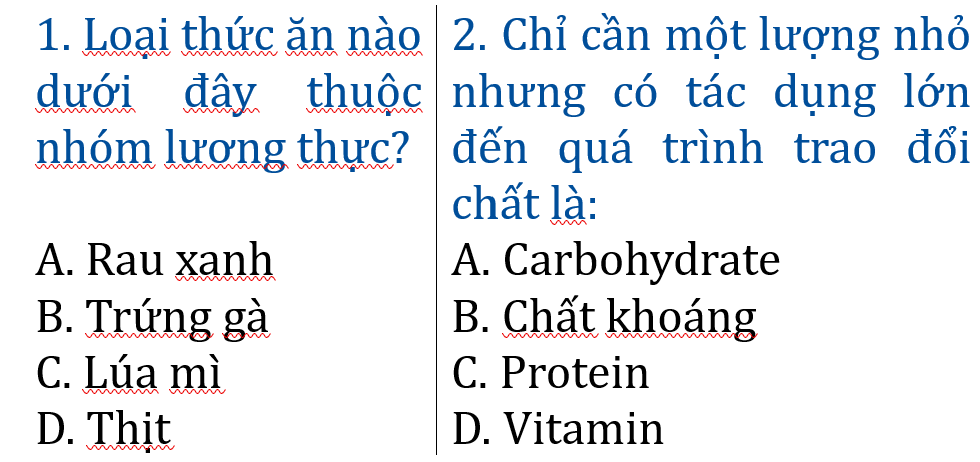 1. Loại thức ăn nào
dưới đây thuộc
nhóm lương thực?
A. Rau xanh
B. Trứng gà
C. Lúa mì
D. Thịt
2. Chỉ cần một lượng nhỏ
nhưng có tác dụng lớn
đến quá trình trao đổi
chất là:
A. Carbohydrate
B. Chất khoáng
C. Protein
D. Vitamin